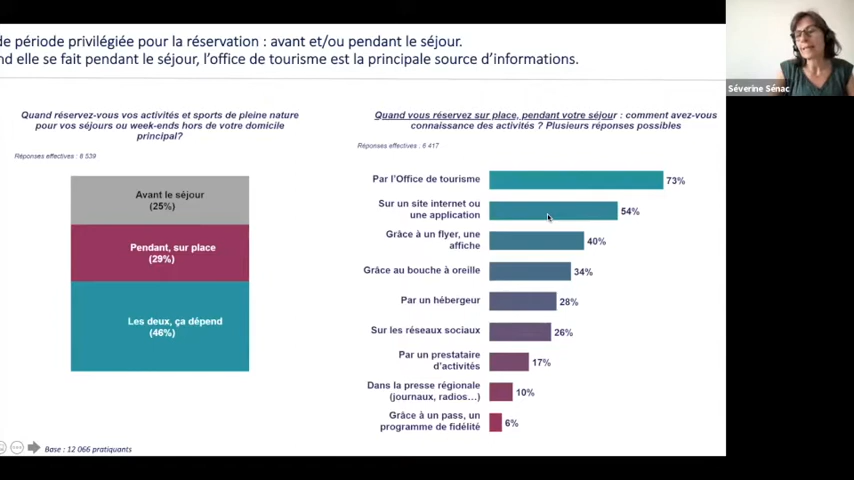 de période privilégiée pour la réservation : avant et/ou pendant le séjour.
nd elle se fait pendant le séjour, l'office de tourisme est la principale source d'informations.
Séverine Sénac
Quand réservez-vous vos activités et sports de pleine nature
pour vos séjours ou week-ends hors de votre domicile
principal?
Réponses effectives : 8 539
Avant le séjour
(25%)
Pendant, sur place
(29%)
Les deux, ça dépend
(46%)
Quand vous réservez sur place, pendant votre séjour : comment avez-vous
connaissance des activités ? Plusieurs réponses possibles
Réponses effectives : 6 417
Par l'Office de tourisme
73%
Sur un site internet ou
une application
54%
Grâce à un flyer, une
affiche
40%
Grâce au bouche à oreille
34%
Par un hébergeur
28%
Sur les réseaux sociaux
26%
Par un prestataire
d'activités
17%
Dans la presse régionale
(journaux, radios…)
10%
Grâce à un pass, un
programme de fidélité
6%
Base : 12 066 pratiquants